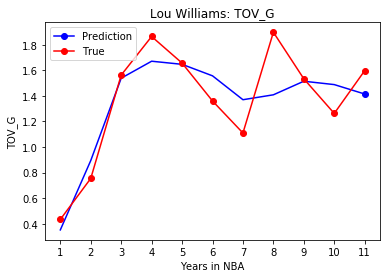 Lou Williams: TOV_G
Prediction
True
1.8
1.6
1.4
1.2
1.0
0.8
0.6
0.4
TOV_G
1 2 3 4 5 6 7 8 9 10 11
Years in NBA